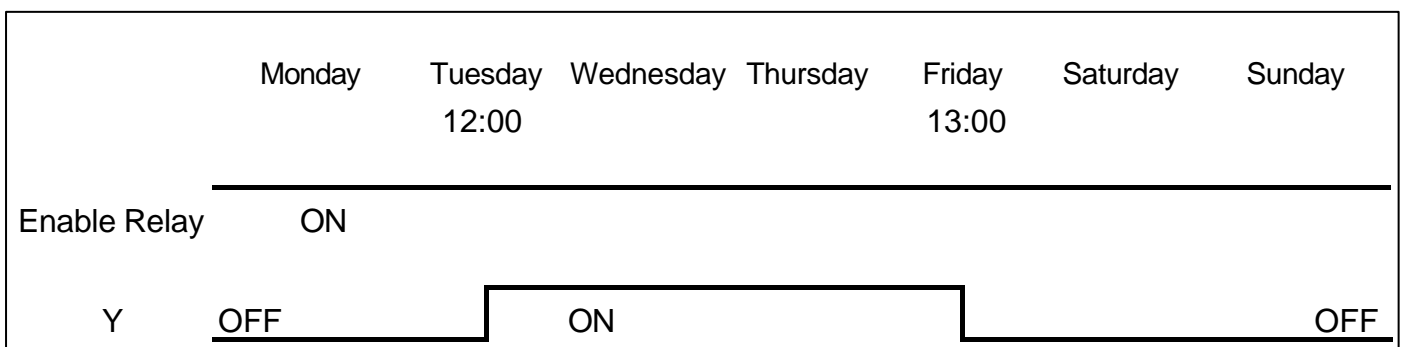 Monday Tuesday Wednesday Thursday Friday Saturday Sunday
12:00 13:00
Enable Relay ON
Y OFF ON OFF